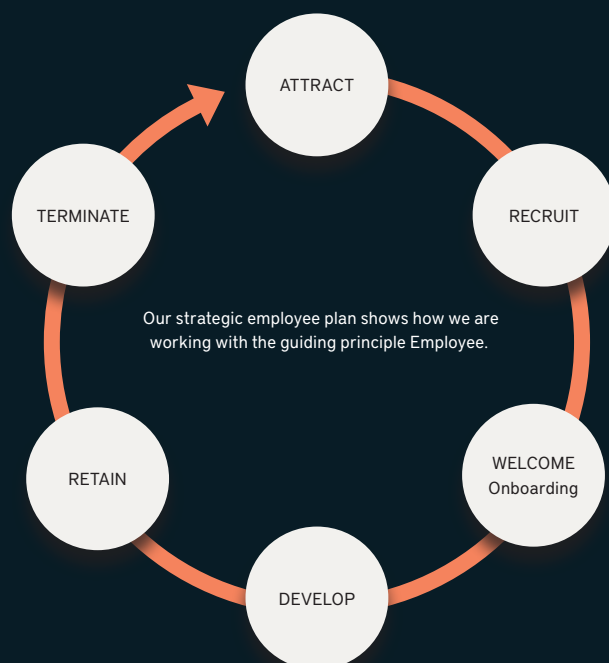 ATTRACT
RECRUIT
TERMINATE
Our strategic employee plan shows how we are
working with the guiding principle Employee.
WELCOME
Onboarding
RETAIN
DEVELOP